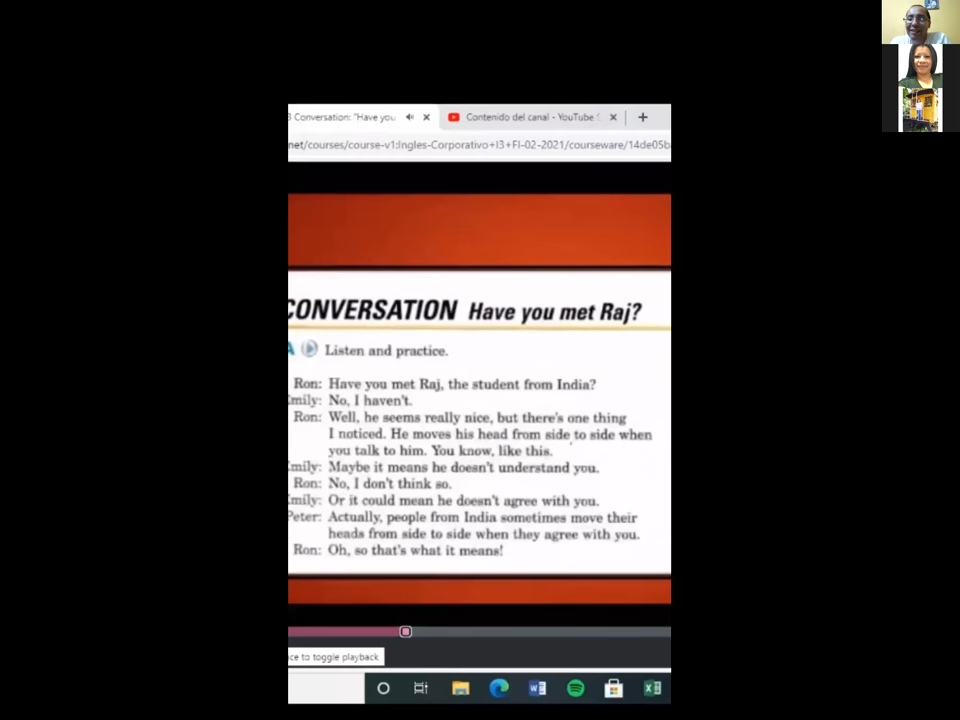 3 Conversation: "Have you
Contenido del canal - YouTube
net/courses/course-v1:Ingles-Corporativo+I3+FI-02-2021/courseware/14de05b
CONVERSATION Have you met Raj?
A Listen and practice.
Ron: Have you met Raj, the student from India?
Emily: No, I haven't.
Ron: Well, he seems really nice, but there's one thing
I noticed. He moves his head from side to side when
you talk to him. You know, like this.
Emily: Maybe it means he doesn't understand you.
Ron: No, I don't think so.
Emily: Or it could mean he doesn't agree with you.
Peter: Actually, people from India sometimes move their
heads from side to side when they agree with you.
Ron: Oh, so that's what it means!
ce to toggle playback